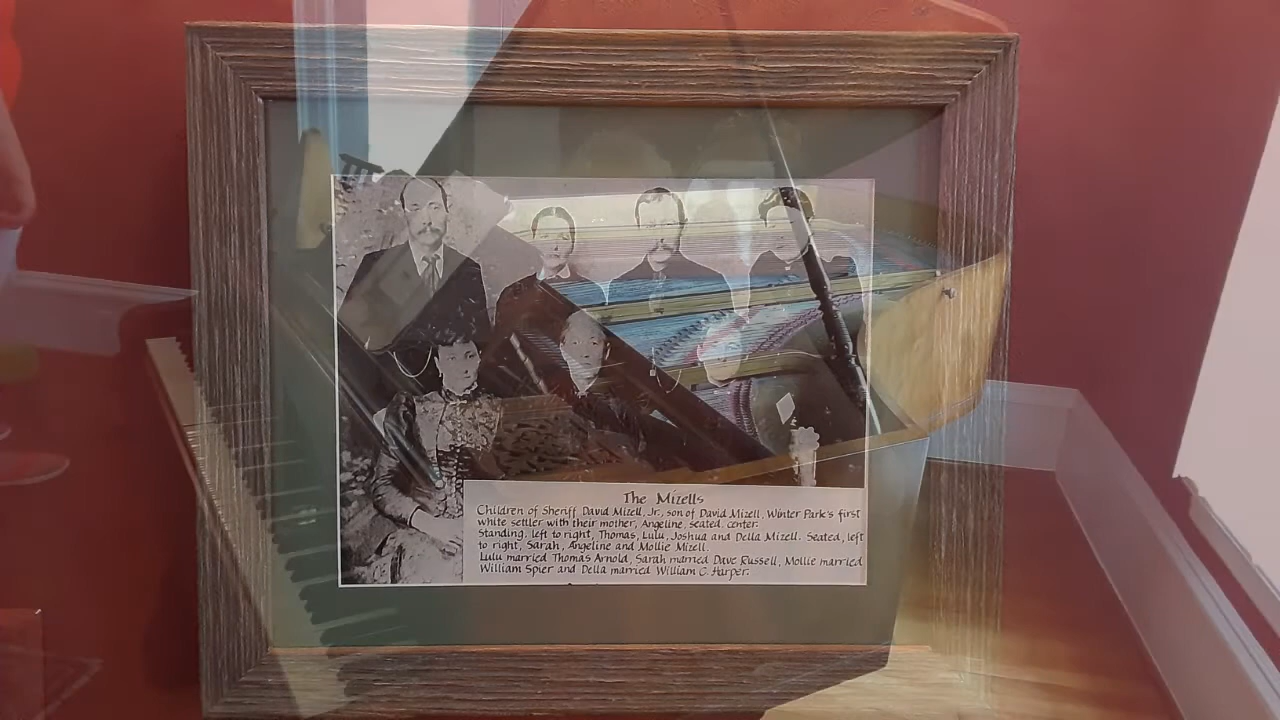 The Mizells
Children of Sheriff David Mizell, Jr., son of David Mizell, Winter Park's first
white settler with their mother, Angeline, seated, center.
Standing, left to right, Thomas, Lulu, Joshua and Della Mizell. Seated, left
to right, Sarah, Angeline and Mollie Mizell.
Lulu married Thomas Arnold, Sarah married Dave Russell, Mollie married
William Spier and Della married William C. Harper.